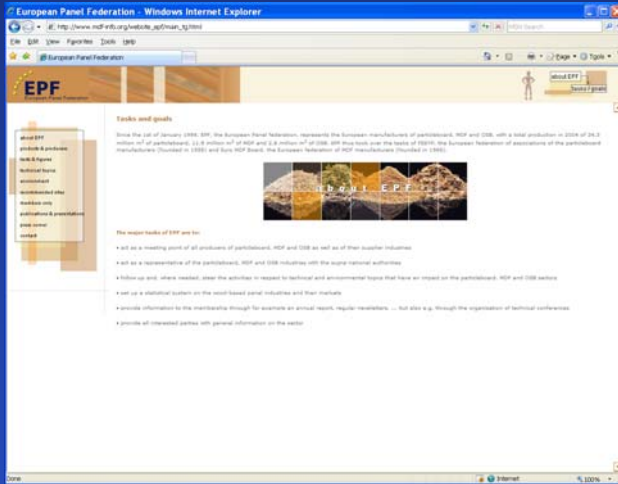 European Panel Federation - Windows Internet Explorer
http://www.mdf-info.org/website_epf/main_tg.html
File Edit View Favorites Tools Help
European Panel Federation
Page Tools
EPF
European Panel Federation
about EPF
tasks / goals
about EPF
products & producers
facts & figures
technical topics
environment
recommended sites
members only
publications & presentations
press corner
contact
Tasks and goals
Since the 1st of January 1999, EPF, the European Panel Federation, represents the European manufacturers of particleboard, MDF and OSB, with a total production in 2004 of
million m³ of particleboard, 11.9 million m³ of MDF and 2.8 million m³ of OSB. EPF thus took over the tasks of FESYP, the European federation of associations of the particleboard
manufacturers (founded in 1958) and Euro MDF Board, the European federation of MDF manufacturers (founded in
about EPF
The major tasks of EPF are to:
• act as a meeting point of all producers of particleboard, MDF and OSB as well as of their supplier industries
• act as a representative of the particleboard, MDF and OSB industries with the supra national authorities
• follow up and, where needed, steer the activities in respect to technical and environmental topics that have an impact on the particleboard, MDF and OSB sectors
• set up a statistical system on the wood based panel industries and their markets
• provide information to the membership through for example an annual report, regular newsletters, ... but also e.g. through the organisation of technical conferences
• provide all interested parties with general information on the sector
Done
Internet
100%